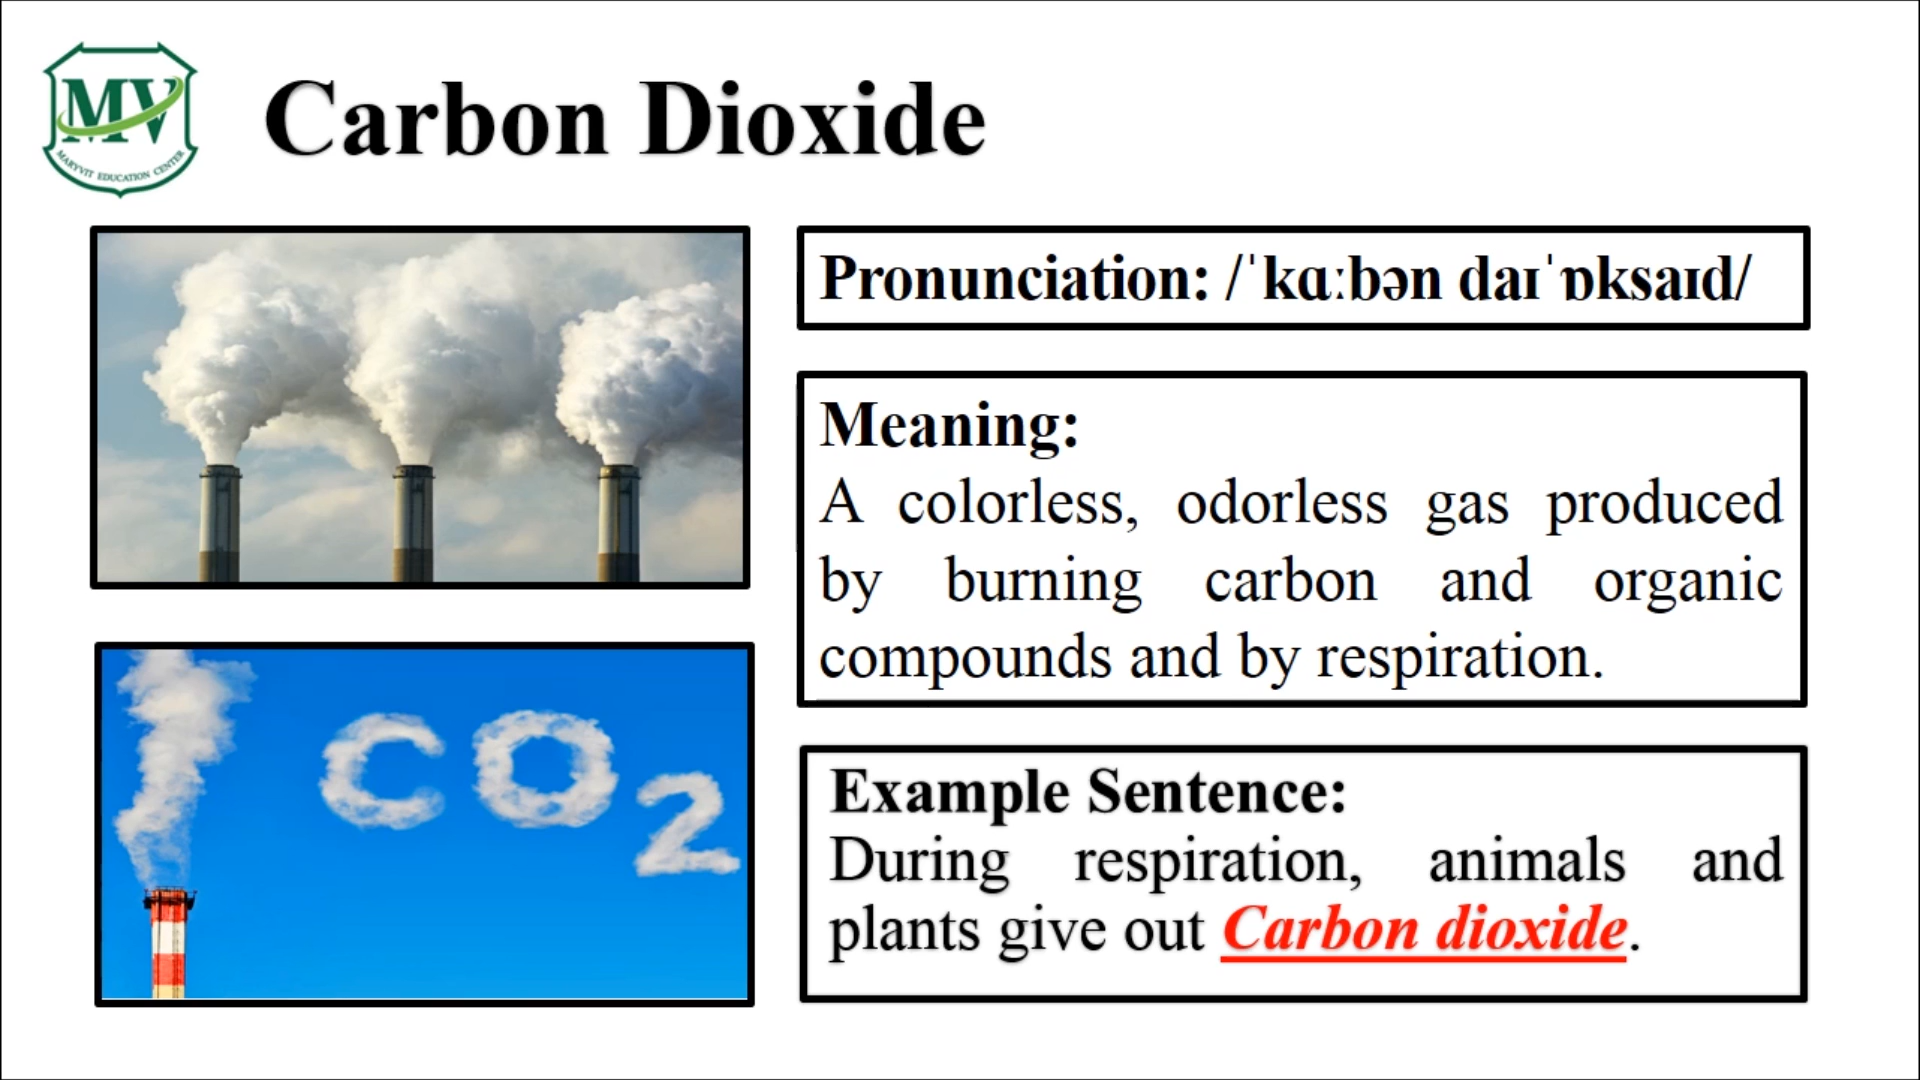 MV
MARYVIT EDUCATION CENTER
Carbon Dioxide
Pronunciation: /ˈkɑːbən daɪˈɒksaɪd/
Meaning:
A colorless, odorless gas produced
by burning carbon and organic
compounds and by respiration.
CO2
Example Sentence:
During respiration, animals and
plants give out Carbon dioxide.